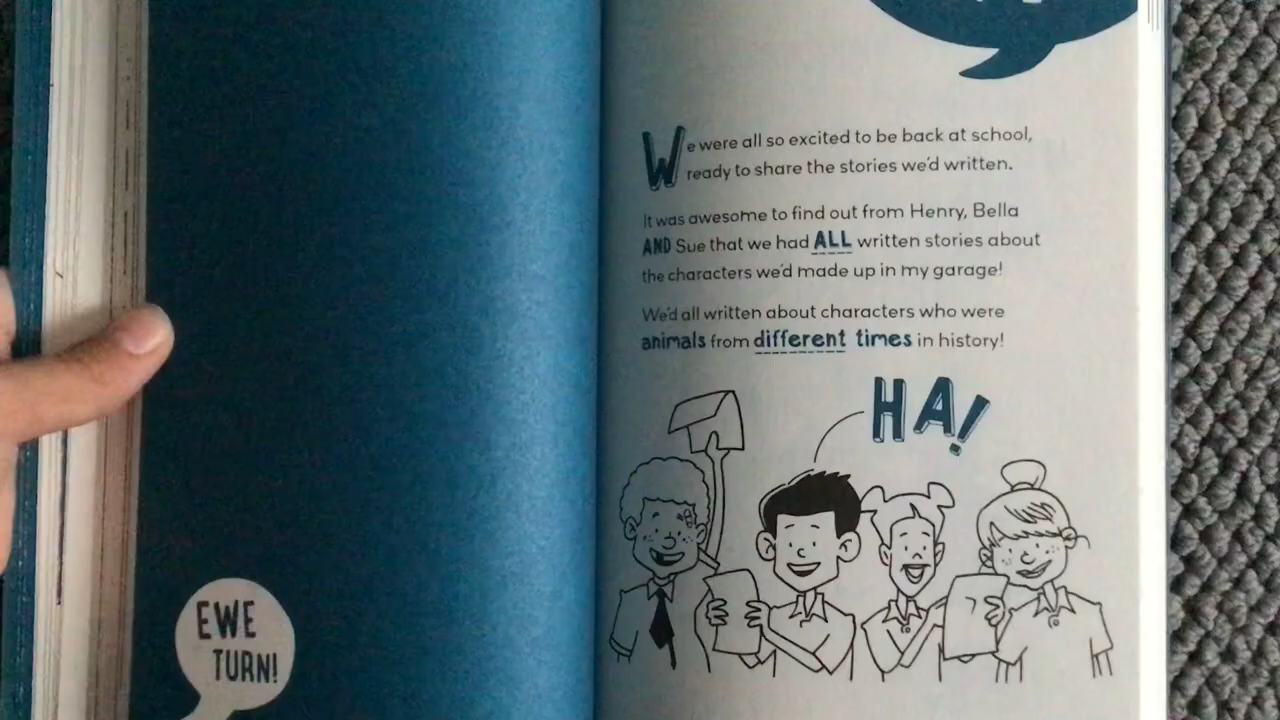 EWE
TURN!
We were all so excited to be back at school,
ready to share the stories we'd written.
It was awesome to find out from Henry, Bella
AND Sue that we had ALL written stories about
the characters we'd made up in my garage!
We'd all written about characters who were
animals from different times in history!
HA!